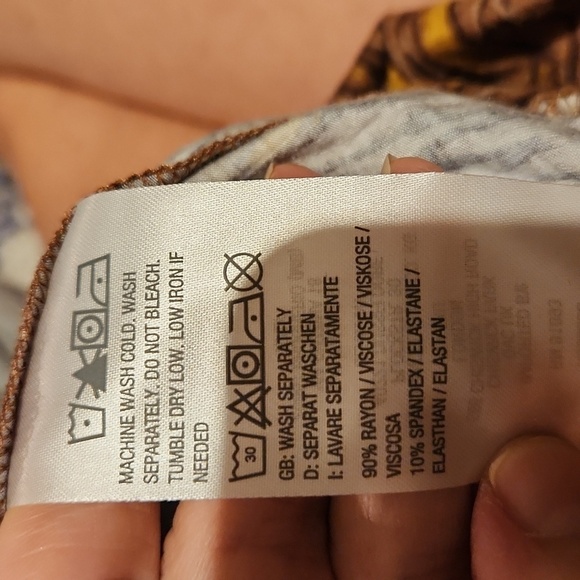 MACHINE WASH COLD. WASH
SEPARATELY. DO NOT BLEACH.
TUMBLE DRY LOW. LOW IRON IF
NEEDED
30
GB: WASH SEPARATELY
D: SEPARAT WASCHEN
I: LAVARE SEPARATAMENTE
90% RAYON / VISCOSE / VISKOSE /
VISCOSA
10% SPANDEX / ELASTANE /
ELASTHAN / ELASTAN